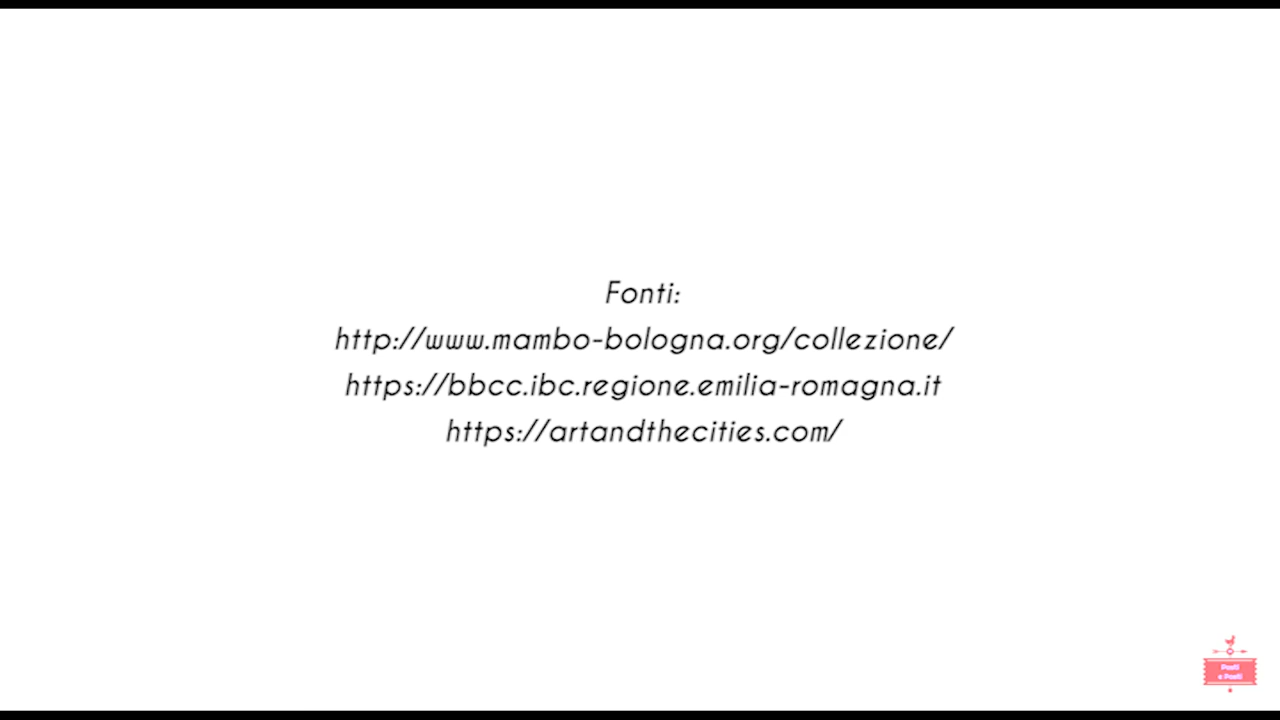 Fonti:
http://www.mambo-bologna.org/collezione/
https://bbcc.ibc.regione.emilia-romagna.it
https://artandthecities.com/